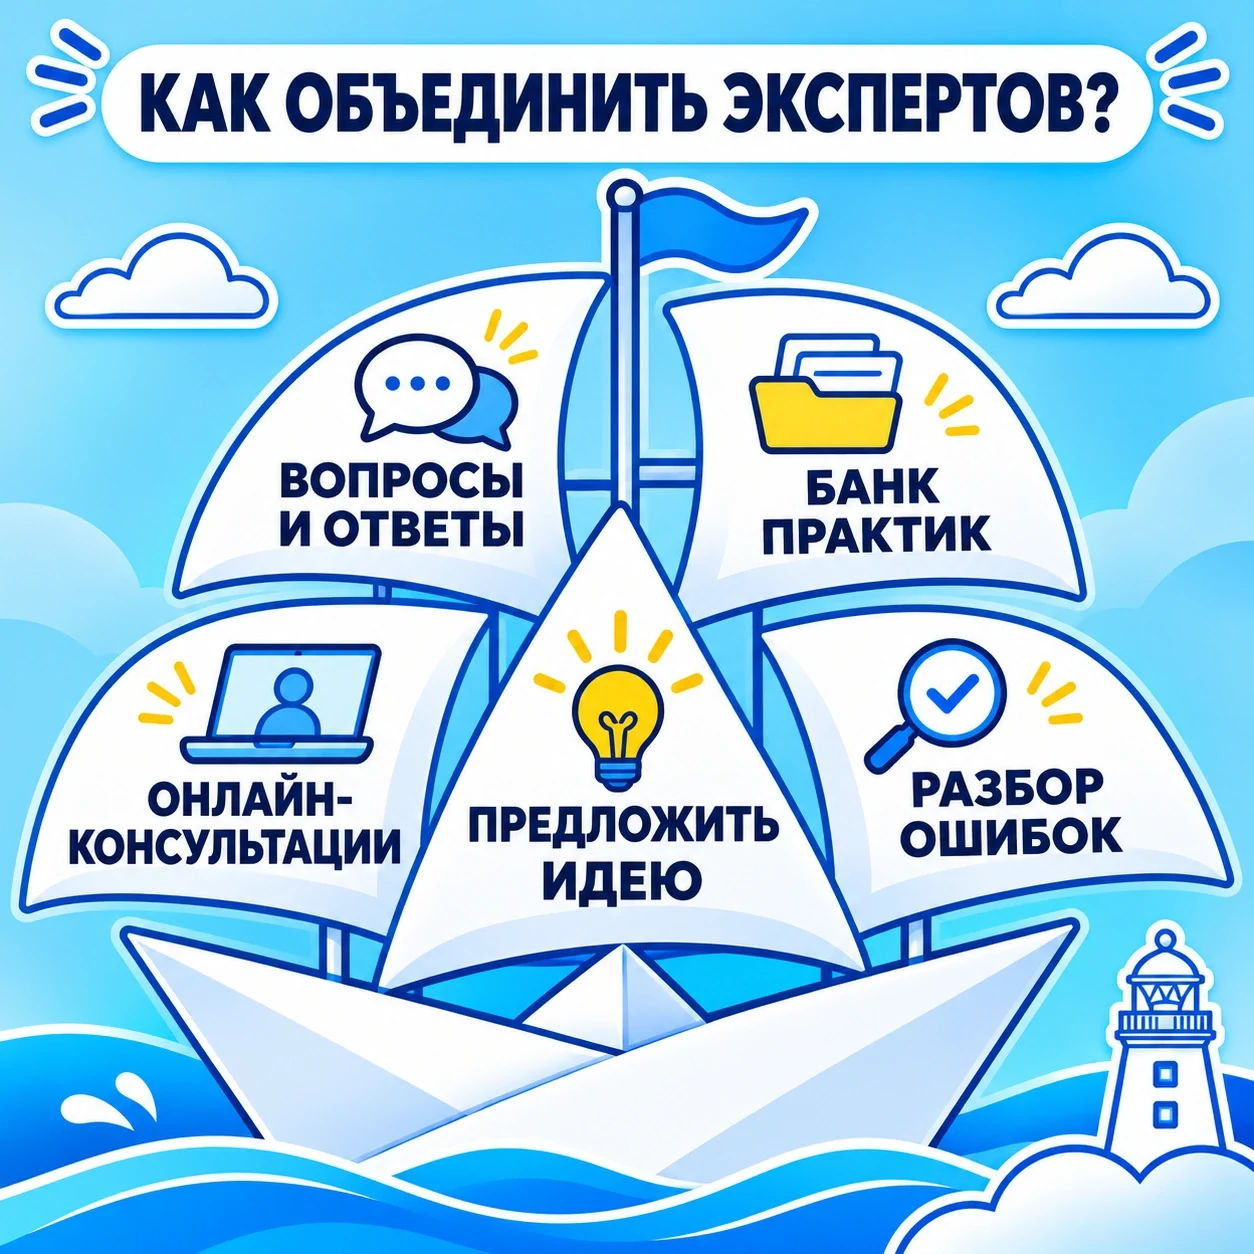 КАК ОБЪЕДИНИТЬ ЭКСПЕРТОВ?
ВОПРОСЫ
И ОТВЕТЫ
БАНК
ПРАКТИК
ОНЛАЙН-
КОНСУЛЬТАЦИИ
ПРЕДЛОЖИТЬ
ИДЕЮ
РАЗБОР
ОШИБОК